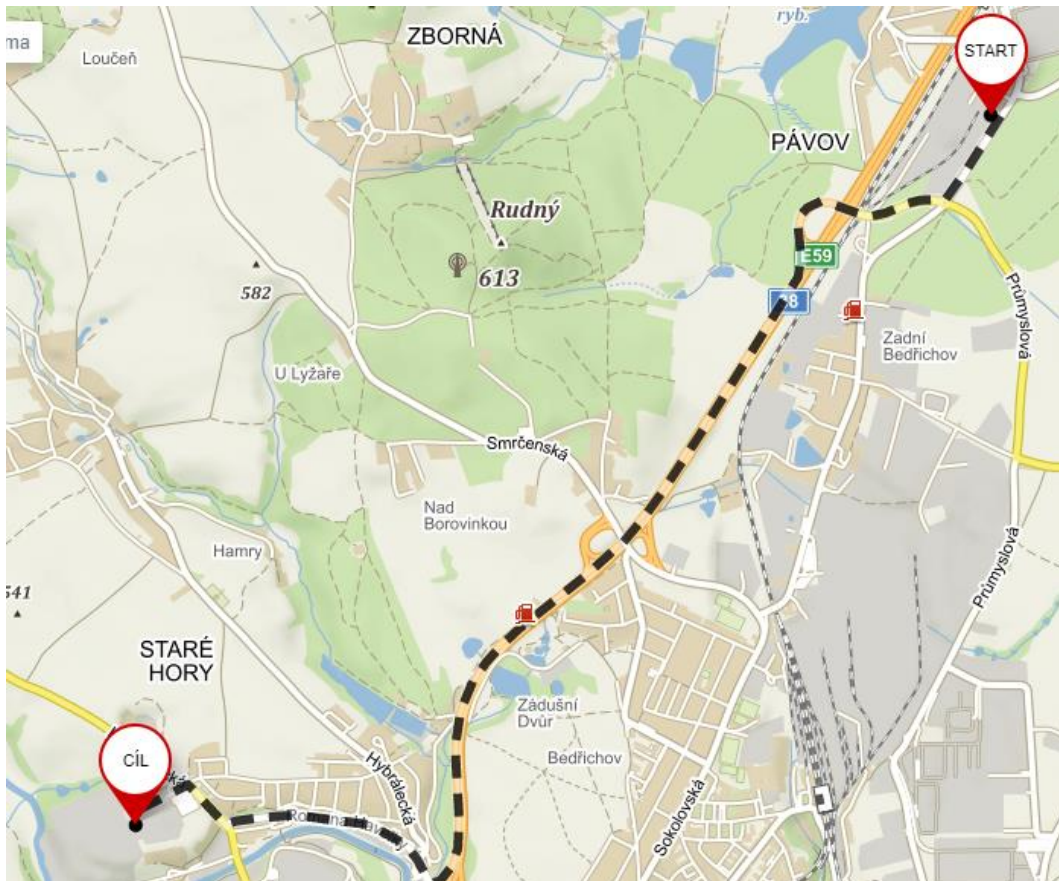 ma
Loučeň
ZBORNÁ
ryb.
START
PÁVOV
Rudný
613
582
E59
Průmyslová
Zadní
Bedřichov
U Lyžaře
Smrčenská
Nad
Borovinkou
Hamry
541
Průmyslová
STARÉ
HORY
Zádušní
Dvůr
Bedřichov
CÍL
Hybrálecká
Sokolovská